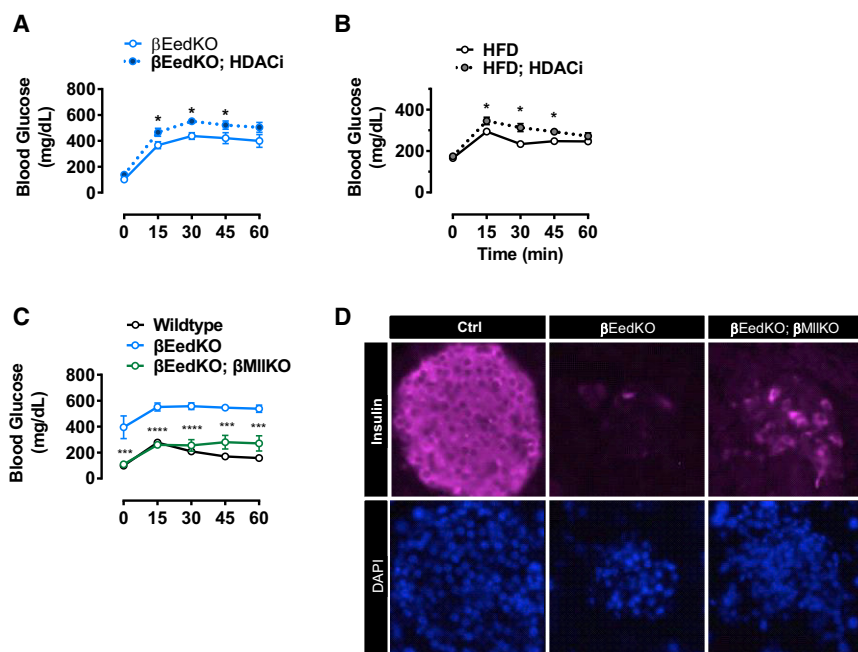 A
βEedKO
βEedKO; HDACi
Blood Glucose
(mg/dL)
800
600
400
200
0
* * *
0 15 30 45 60
B
HFD
HFD; HDACi
Blood Glucose
(mg/dL)
400
200
0
* * *
0 15 30 45 60
Time (min)
C
Wildtype
βEedKO
βEedKO; βMllKO
Blood Glucose
(mg/dL)
800
600
400
200
0
*** **** **** *** ***
0 15 30 45 60
D
Ctrl βEedKO βEedKO; βMllKO
Insulin
DAPI